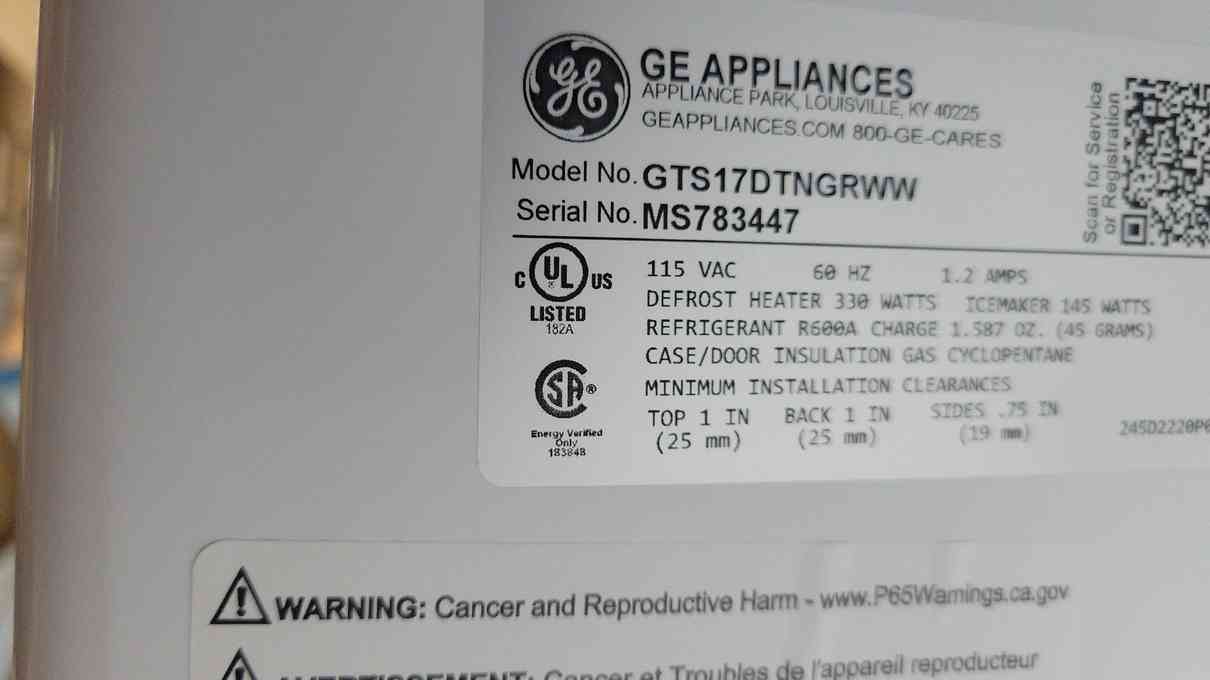 GE
GE APPLIANCES
APPLIANCE PARK, LOUISVILLE, KY 40225
GEAPPLIANCES.COM 800-GE-CARES
Scan for Service
or Registration
Model No. GTS17DTNGRWW
Serial No. MS783447
C UL® US
LISTED
182A
115 VAC 60 HZ 1.2 AMPS
DEFROST HEATER 330 WATTS ICEMAKER 145 WATTS
REFRIGERANT R600A CHARGE 1.587 OZ. (45 GRAMS)
CASE/DOOR INSULATION GAS CYCLOPENTANE
SA®
Energy Verified
Only
183848
MINIMUM INSTALLATION CLEARANCES
TOP 1 IN BACK 1 IN SIDES .75 IN
(25 mm) (25 mm) (19 mm)
245D2220P0
WARNING: Cancer and Reproductive Harm - www.P65Warnings.ca.gov
AVERTISSEMENT: Cancer et Troubles de l'appareil reproducteur